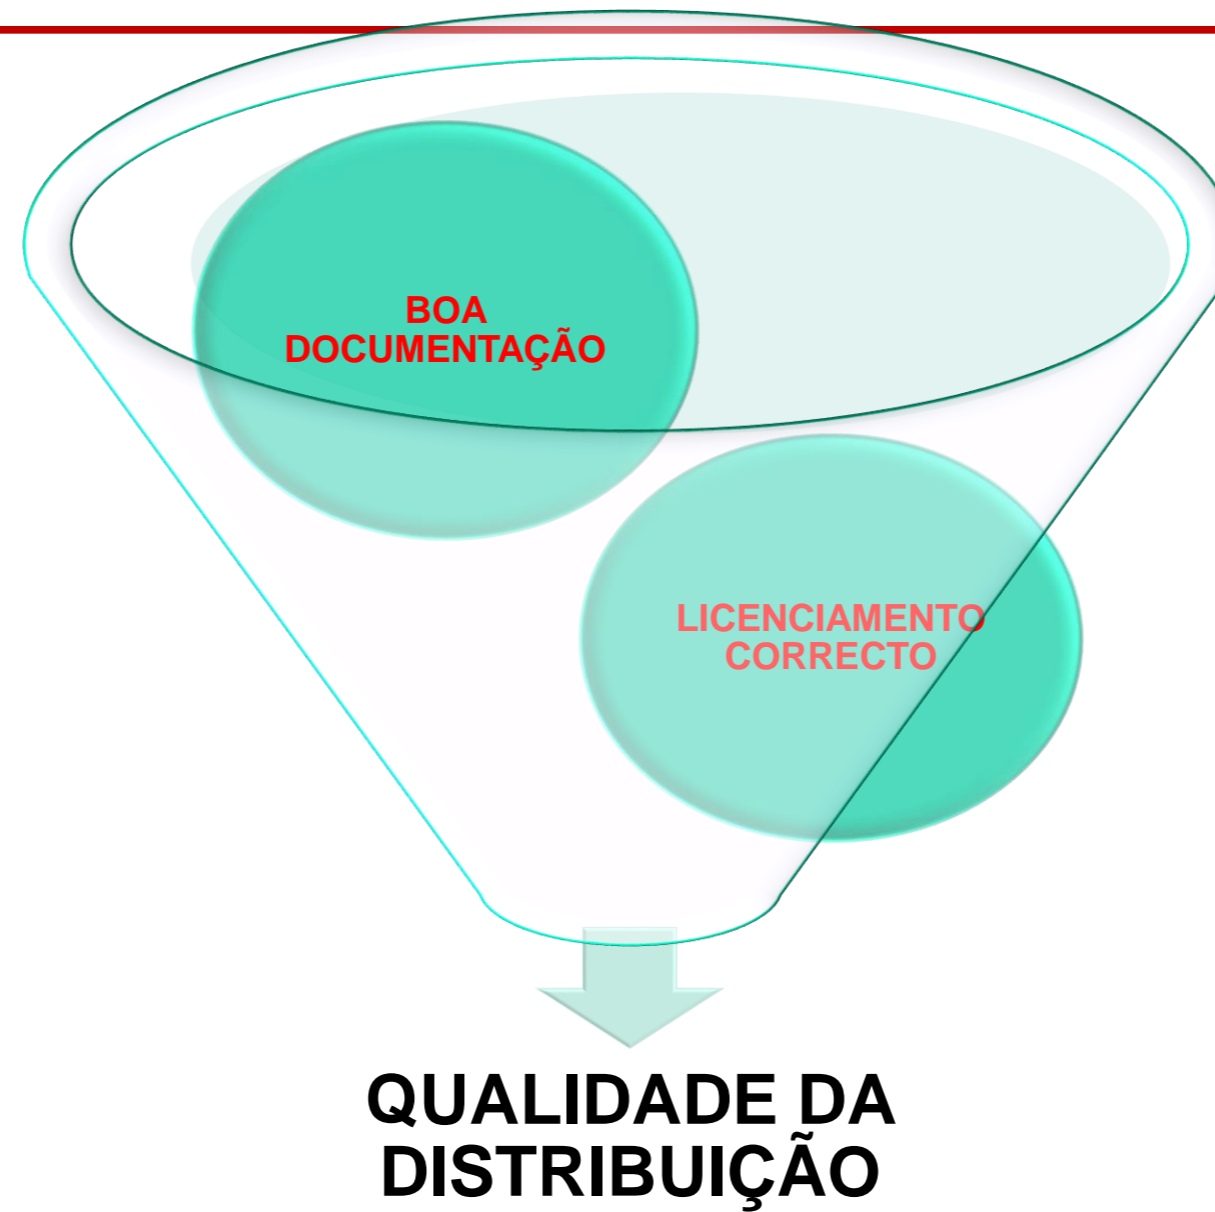 BOA
DOCUMENTAÇÃO
LICENCIAMENTO
CORRECTO
QUALIDADE DA
DISTRIBUIÇÃO